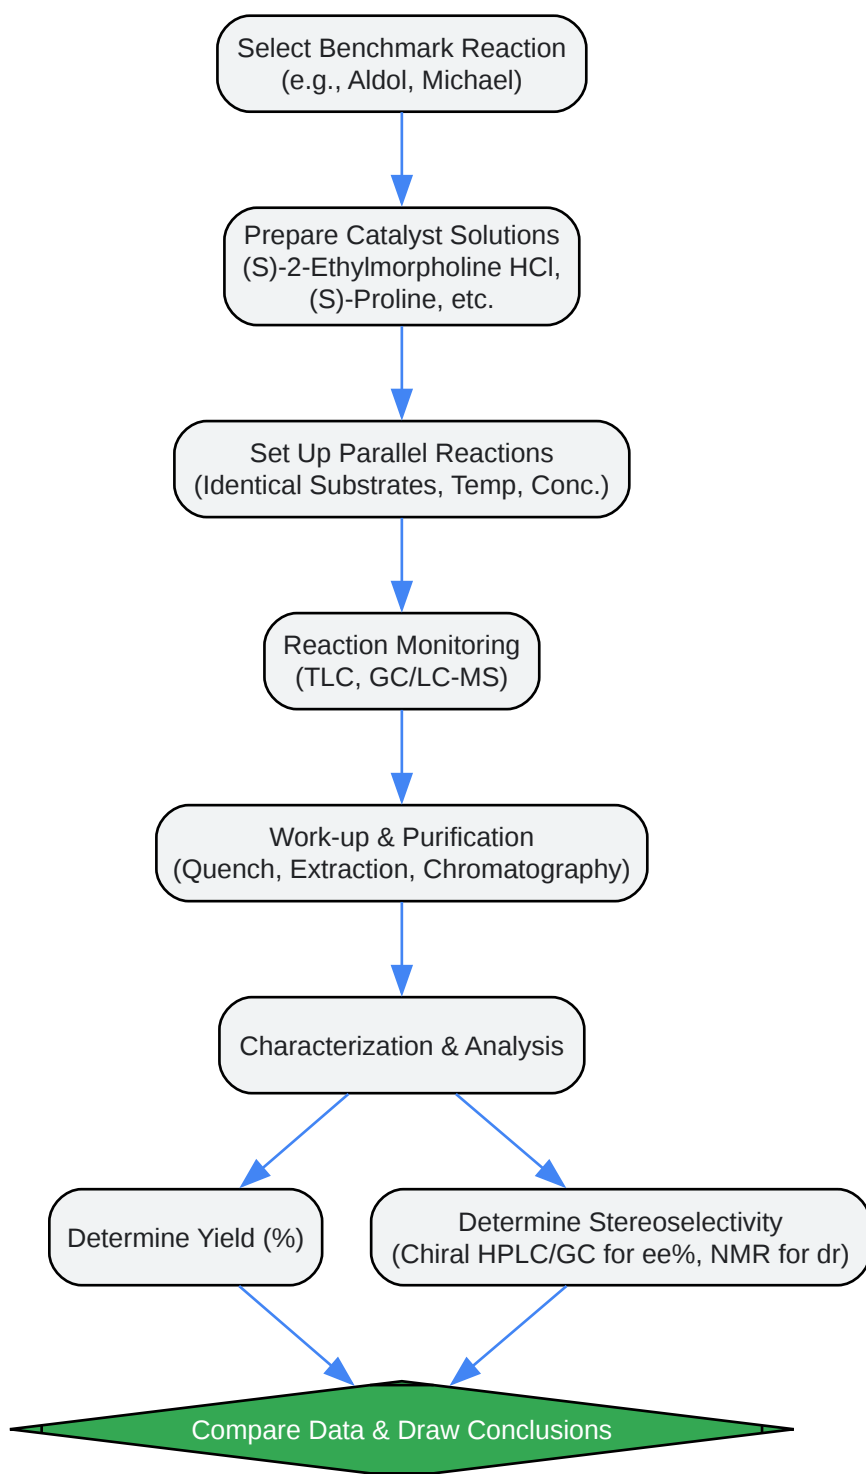 Select Benchmark Reaction
(e.g., Aldol, Michael)
Prepare Catalyst Solutions
(S)-2-Ethylmorpholine HCl,
(S)-Proline, etc.
Set Up Parallel Reactions
(Identical Substrates, Temp, Conc.)
Reaction Monitoring
(TLC, GC/LC-MS)
Work-up & Purification
(Quench, Extraction, Chromatography)
Characterization & Analysis
Determine Yield (%)
Determine Stereoselectivity
(Chiral HPLC/GC for ee%, NMR for dr)
Compare Data & Draw Conclusions